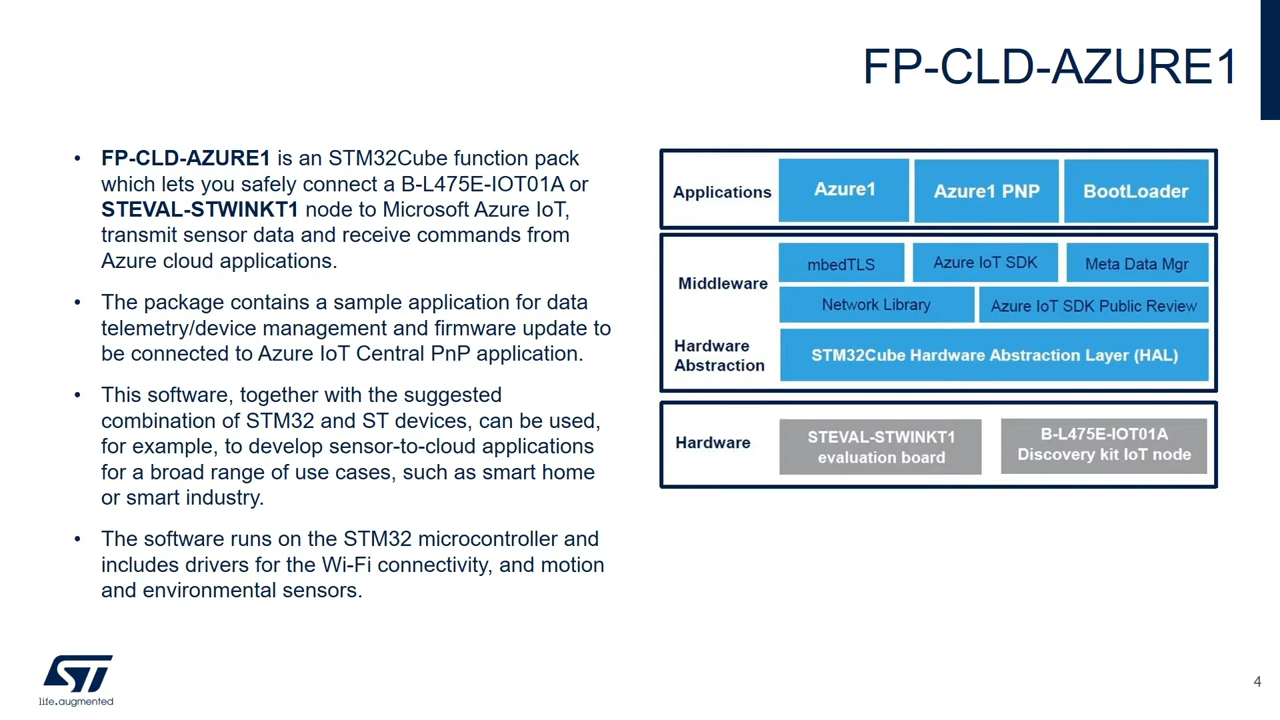 FP-CLD-AZURE1
• FP-CLD-AZURE1 is an STM32Cube function pack
which lets you safely connect a B-L475E-IOT01A or
STEVAL-STWINKT1 node to Microsoft Azure IoT,
transmit sensor data and receive commands from
Azure cloud applications.
• The package contains a sample application for data
telemetry/device management and firmware update to
be connected to Azure IoT Central PnP application.
• This software, together with the suggested
combination of STM32 and ST devices, can be used,
for example, to develop sensor-to-cloud applications
for a broad range of use cases, such as smart home
or smart industry.
• The software runs on the STM32 microcontroller and
includes drivers for the Wi-Fi connectivity, and motion
and environmental sensors.
Applications
Azure1
Azure1 PNP
BootLoader
Middleware
mbedTLS
Azure IoT SDK
Meta Data Mgr
Network Library
Azure IoT SDK Public Review
Hardware
Abstraction
STM32Cube Hardware Abstraction Layer (HAL)
Hardware
STEVAL-STWINKT1
evaluation board
B-L475E-IOT01A
Discovery kit IoT node
ST
life.augmented
4